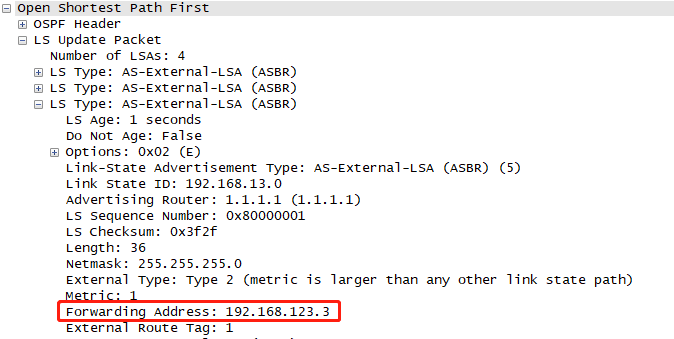 Open Shortest Path First
OSPF Header
LS Update Packet
Number of LSAs: 4
LS Type: AS-External-LSA (ASBR)
LS Type: AS-External-LSA (ASBR)
LS Type: AS-External-LSA (ASBR)
LS Age: 1 seconds
Do Not Age: False
Options: 0x02 (E)
Link-State Advertisement Type: AS-External-LSA (ASBR) (5)
Link State ID: 192.168.13.0
Advertising Router: 1.1.1.1 (1.1.1.1)
LS Sequence Number: 0x80000001
LS Checksum: 0x3f2f
Length: 36
Netmask: 255.255.255.0
External Type: Type 2 (metric is larger than any other link state path)
Metric: 1
Forwarding Address: 192.168.123.3
External Route Tag: 1